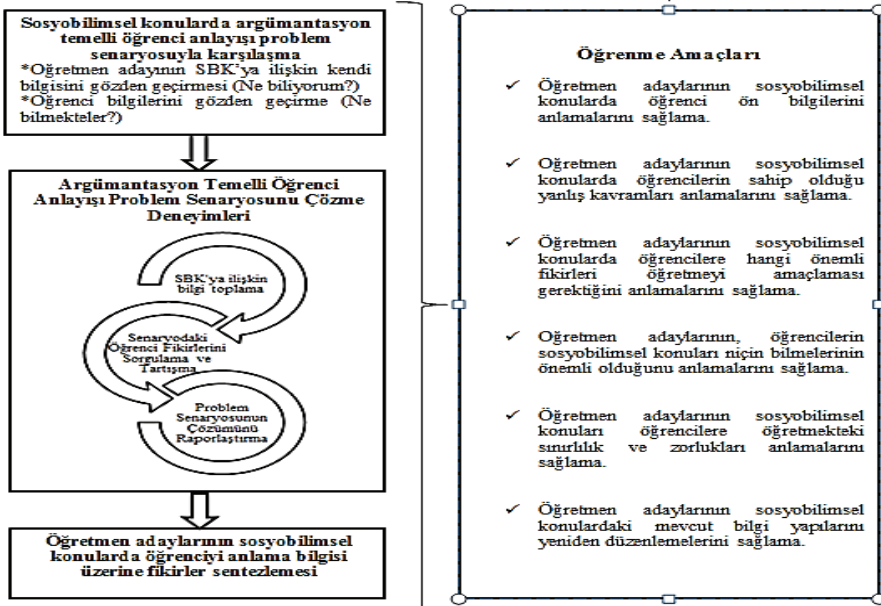 Sosyobilimsel konularda argümantasyon
temelli öğrenci anlayışı problem
senaryosuyla karşılaşma
*Öğretmen adayının SBK'ya ilişkin kendi
bilgisini gözden geçirmesi (Ne biliyorum?)
*Öğrenci bilgilerini gözden geçirme (Ne
bilmekteler?)
Argümantasyon Temelli Öğrenci
Anlayışı Problem Senaryosunu Çözme
Deneyimleri
SBK'ya ilişkin
bilgi toplama
Senaryodaki
Öğrenci Fikirlerini
Sorgulama ve
Tartışma
Problem
Senaryosunun
Çözümünü
Raporlaştırma
Öğretmen adaylarının sosyobilimsel
konularda öğrenciyi anlama bilgisi
üzerine fikirler sentezlemesi
Öğrenme Amaçları
✓ Öğretmen adaylarının sosyobilimsel
konularda öğrenci ön bilgilerini
anlamalarını sağlama.
✓ Öğretmen adaylarının sosyobilimsel
konularda öğrencilerin sahip olduğu
yanlış kavramları anlamalarını sağlama.
✓ Öğretmen adaylarının sosyobilimsel
konularda öğrencilere hangi önemli
fikirleri öğretmeyi amaçlaması
gerektiğini anlamalarını sağlama.
✓ Öğretmen adaylarının, öğrencilerin
sosyobilimsel konuları niçin bilmelerinin
önemli olduğunu anlamalarını sağlama.
✓ Öğretmen adaylarının sosyobilimsel
konuları öğrencilere öğretmekteki
sınırlılık ve zorlukları anlamalarını
sağlama.
✓ Öğretmen adaylarının sosyobilimsel
konulardaki mevcut bilgi yapılarını
yeniden düzenlemelerini sağlama.